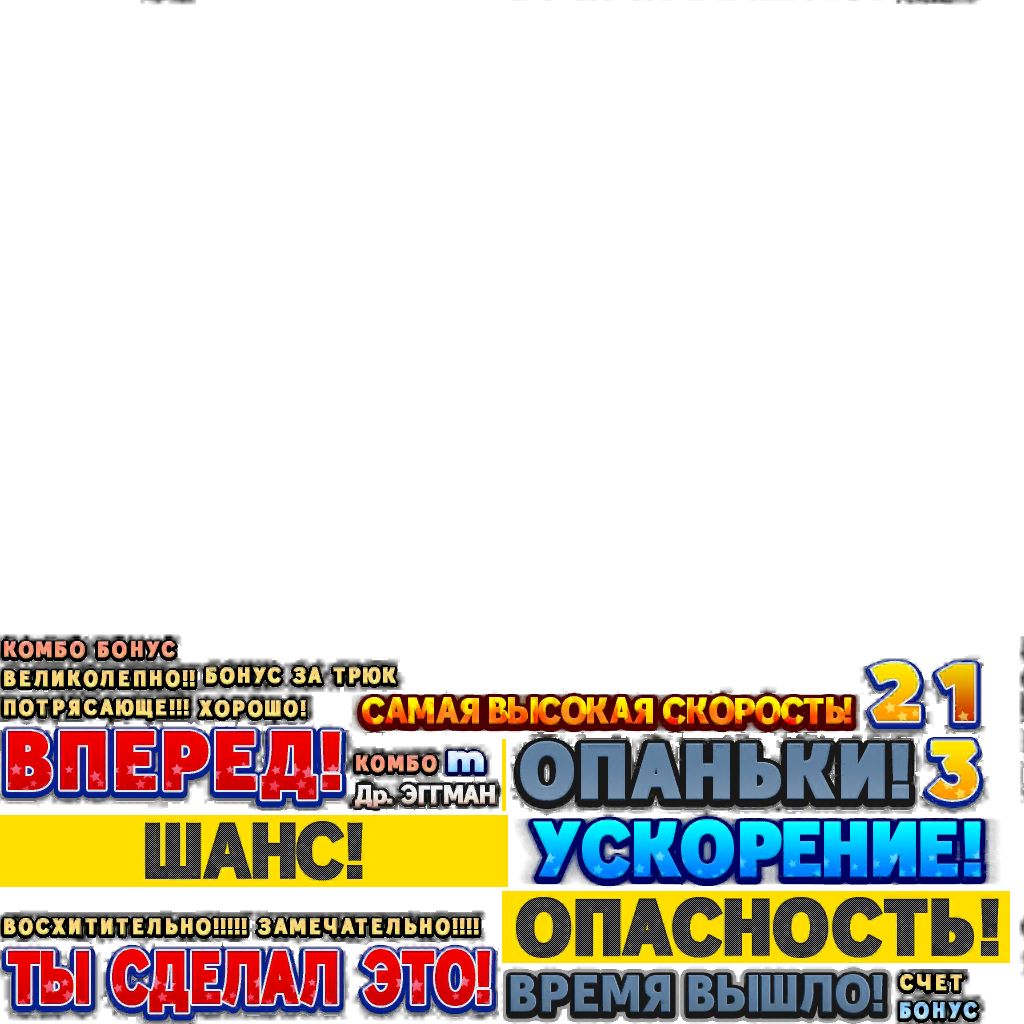 КОМБО БОНУС
ВЕЛИКОЛЕПНО!! БОНУС ЗА ТРЮК
ПОТРЯСАЮЩЕ!!! ХОРОШО!
САМАЯ ВЫСОКАЯ СКОРОСТЬ! 2 1
ВПЕРЕД!
КОМБО m
Др. ЭГГМАН
ОПАНЬКИ! 3
ШАНС!
УСКОРЕНИЕ!
ВОСХИТИТЕЛЬНО!!!!! ЗАМЕЧАТЕЛЬНО!!!!
ОПАСНОСТЬ!
ТЫ СДЕЛАЛ ЭТО!
ВРЕМЯ ВЫШЛО!
СЧЕТ
БОНУС